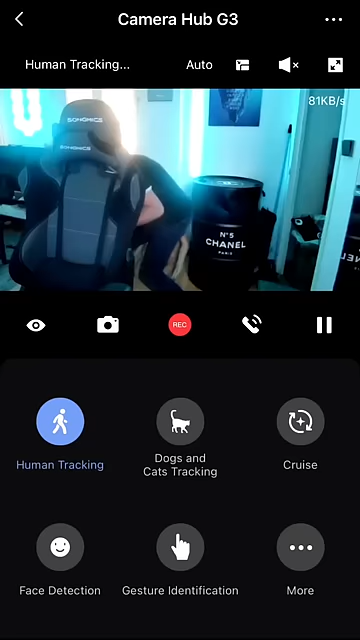 Camera Hub G3
Human Tracking...
Auto
81KB/s
SONGMICS
SONGMICS
N°5
CHANEL
PARIS
REC
Human Tracking
Dogs and
Cats Tracking
Cruise
Face Detection
Gesture Identification
More